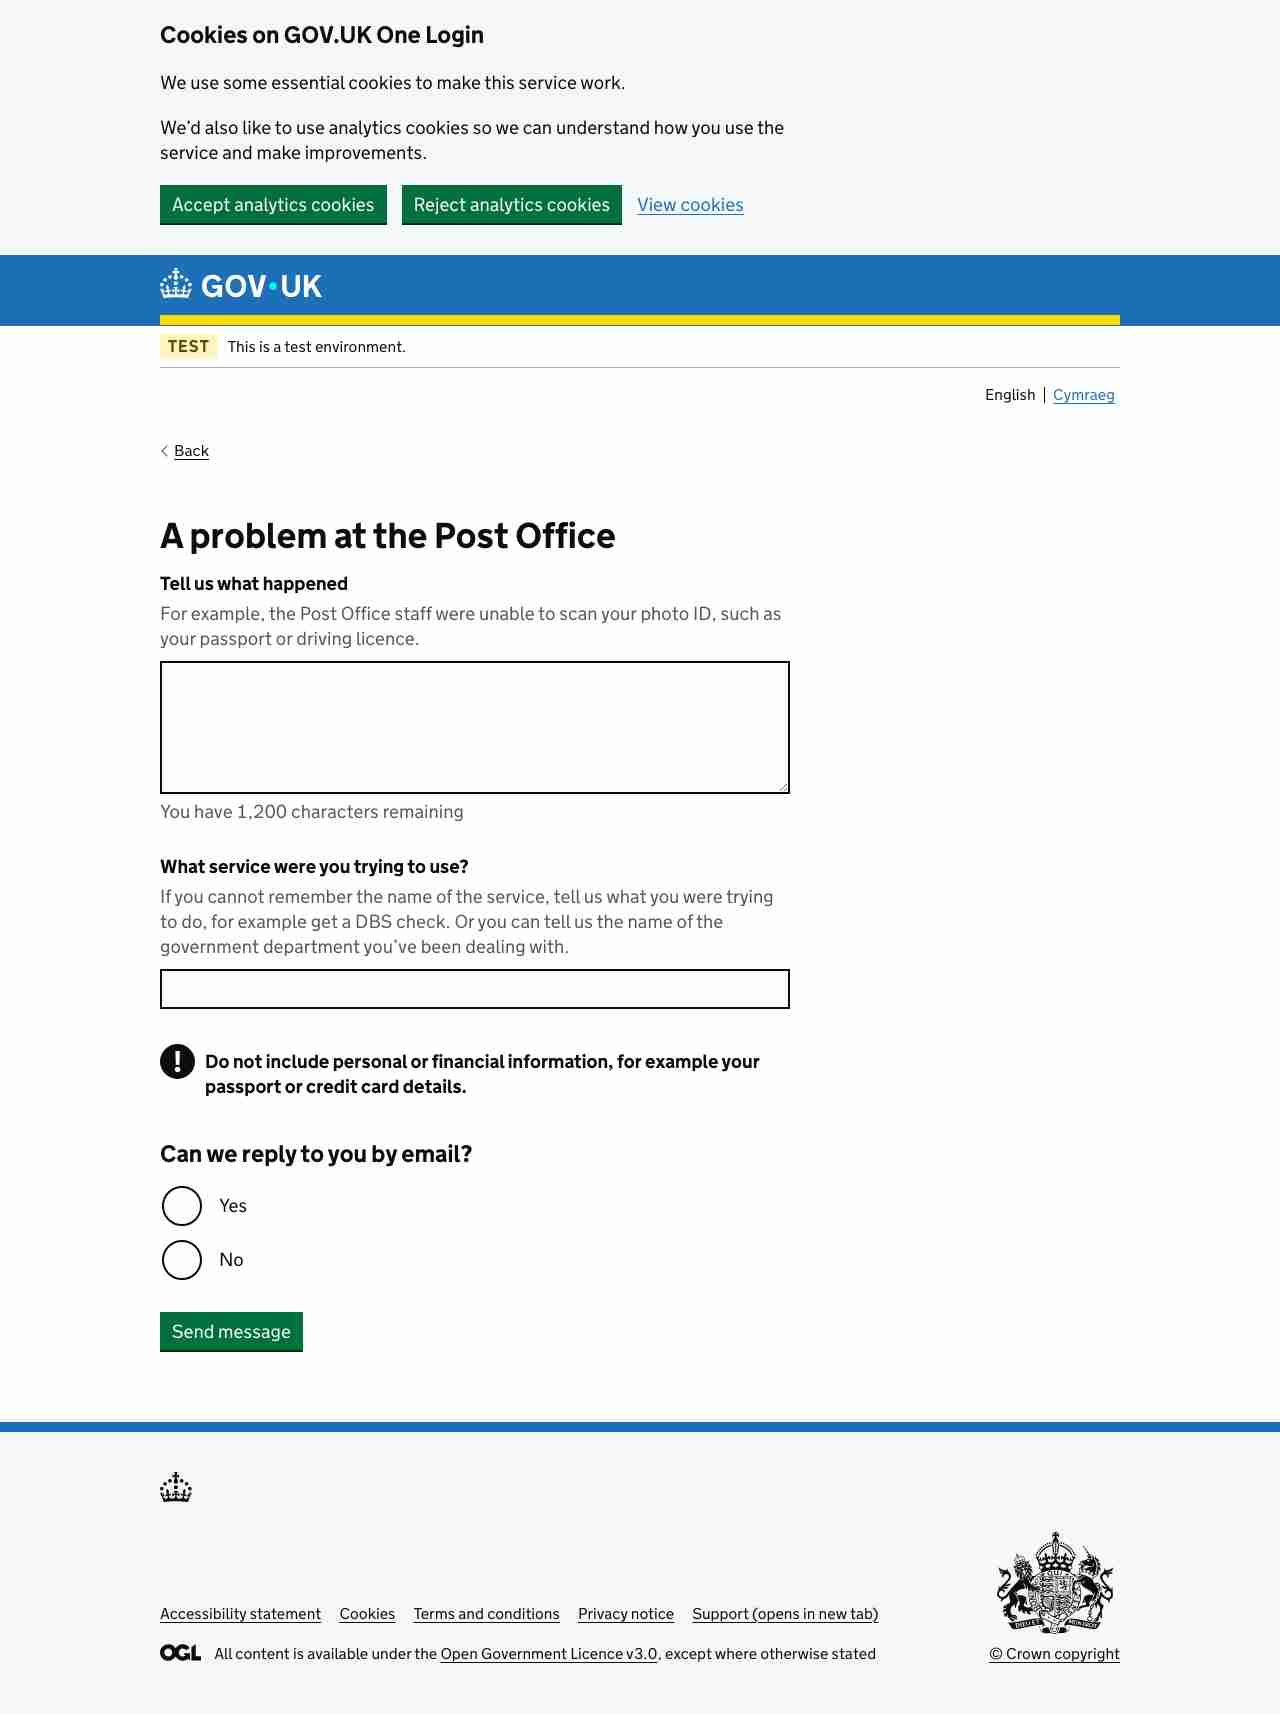 Cookies on GOV.UK One Login
We use some essential cookies to make this service work.
We’d also like to use analytics cookies so we can understand how you use the
service and make improvements.
Accept analytics cookies Reject analytics cookies View cookies
GOV·UK
TEST This is a test environment.
English Cymraeg
Back
A problem at the Post Office
Tell us what happened
For example, the Post Office staff were unable to scan your photo ID, such as
your passport or driving licence.
You have 1,200 characters remaining
What service were you trying to use?
If you cannot remember the name of the service, tell us what you were trying
to do, for example get a DBS check. Or you can tell us the name of the
government department you’ve been dealing with.
! Do not include personal or financial information, for example your
passport or credit card details.
Can we reply to you by email?
Yes
No
Send message
Accessibility statement Cookies Terms and conditions Privacy notice Support (opens in new tab)
OGL All content is available under the Open Government Licence v3.0, except where otherwise stated
© Crown copyright